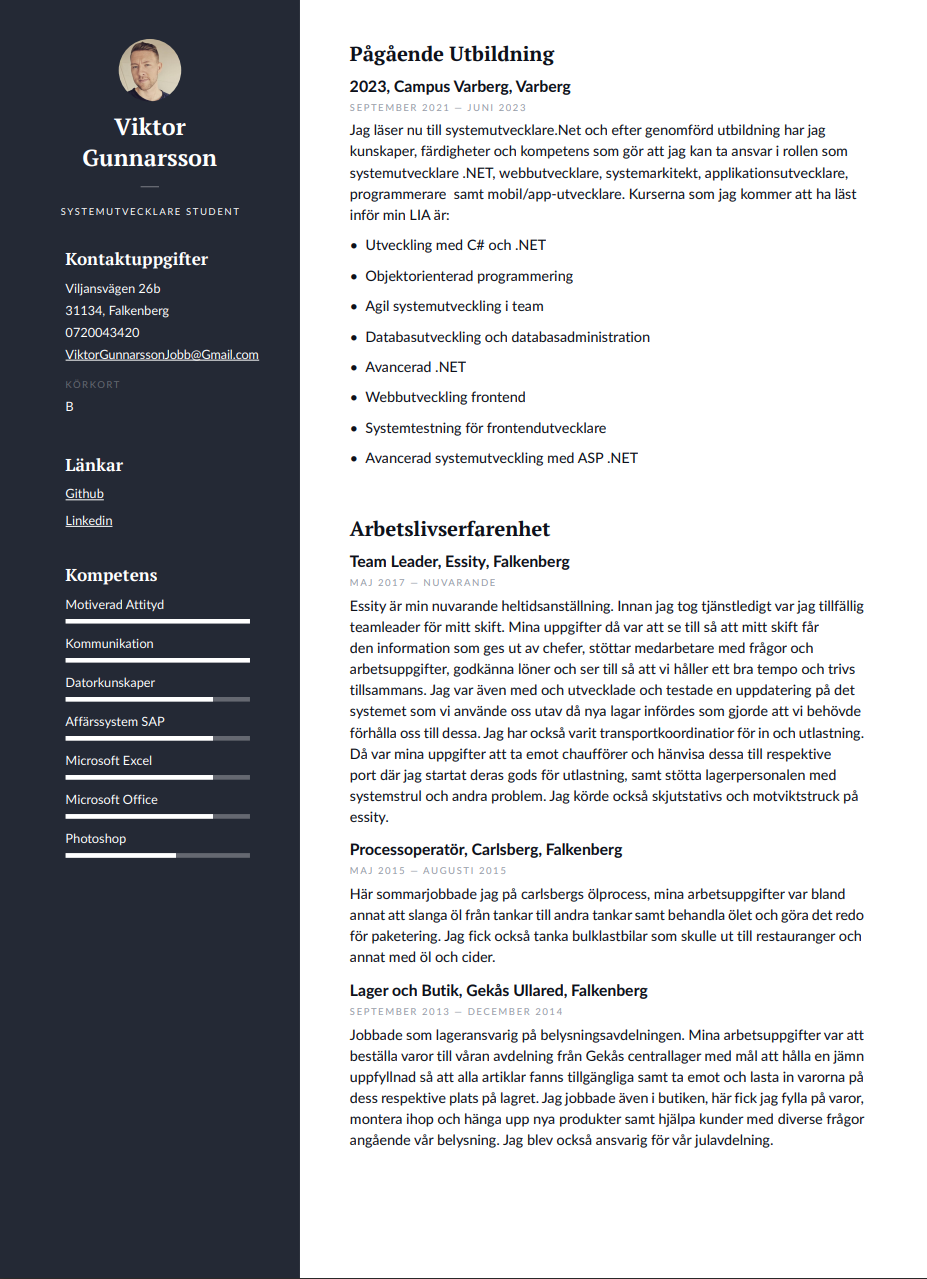 Viktor
Gunnarsson
SYSTEMUTVECKLARE STUDENT
Kontaktuppgifter
Viljansvägen 26b
31134, Falkenberg
0720043420
ViktorGunnarssonJobb@Gmail.com
KÖRKORT
B
Länkar
Github
Linkedin
Kompetens
Motiverad Attityd
Kommunikation
Datorkunskaper
Affärssystem SAP
Microsoft Excel
Microsoft Office
Photoshop
Pågående Utbildning
2023, Campus Varberg, Varberg
SEPTEMBER 2021 — JUNI 2023
Jag läser nu till systemutvecklare.Net och efter genomförd utbildning har jag
kunskaper, färdigheter och kompetens som gör att jag kan ta ansvar i rollen som
systemutvecklare .NET, webbutvecklare, systemarkitekt, applikationsutvecklare,
programmerare  samt mobil/app-utvecklare. Kurserna som jag kommer att ha läst
inför min LIA är:
• Utveckling med C# och .NET
• Objektorienterad programmering
• Agil systemutveckling i team
• Databasutveckling och databasadministration
• Avancerad .NET
• Webbutveckling frontend
• Systemtestning för frontendutvecklare
• Avancerad systemutveckling med ASP .NET
Arbetslivserfarenhet
Team Leader, Essity, Falkenberg
MAJ 2017 — NUVARANDE
Essity är min nuvarande heltidsanställning. Innan jag tog tjänstledigt var jag tillfällig
teamleader för mitt skift. Mina uppgifter då var att se till så att mitt skift får
den information som ges ut av chefer, stöttar medarbetare med frågor och
arbetsuppgifter, godkänna löner och ser till så att vi håller ett bra tempo och trivs
tillsammans. Jag var även med och utvecklade och testade en uppdatering på det
systemet som vi använde oss utav då nya lagar infördes som gjorde att vi behövde
förhålla oss till dessa. Jag har också varit transportkoordinatior för in och utlastning.
Då var mina uppgifter att ta emot chaufförer och hänvisa dessa till respektive
port där jag startat deras gods för utlastning, samt stötta lagerpersonalen med
systemstrul och andra problem. Jag körde också skjutstativs och motviktstruck på
essity.
Processoperatör, Carlsberg, Falkenberg
MAJ 2015 — AUGUSTI 2015
Här sommarjobbade jag på carlsbergs ölprocess, mina arbetsuppgifter var bland
annat att slanga öl från tankar till andra tankar samt behandla ölet och göra det redo
för paketering. Jag fick också tanka bulklastbilar som skulle ut till restauranger och
annat med öl och cider.
Lager och Butik, Gekås Ullared, Falkenberg
SEPTEMBER 2013 — DECEMBER 2014
Jobbade som lageransvarig på belysningsavdelningen. Mina arbetsuppgifter var att
beställa varor till våran avdelning från Gekås centrallager med mål att hålla en jämn
uppfyllnad så att alla artiklar fanns tillgängliga samt ta emot och lasta in varorna på
dess respektive plats på lagret. Jag jobbade även i butiken, här fick jag fylla på varor,
montera ihop och hänga upp nya produkter samt hjälpa kunder med diverse frågor
angående vår belysning. Jag blev också ansvarig för vår julavdelning.